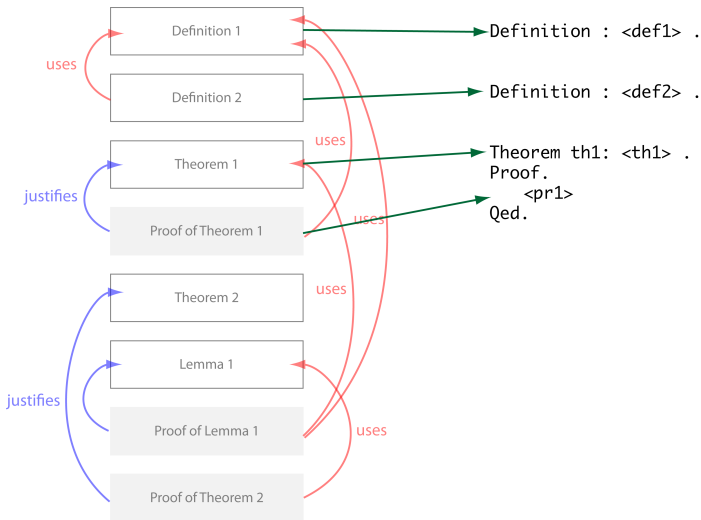 Definition 1
Definition : <def1> .
uses
Definition 2
Definition : <def2> .
uses
Theorem 1
Theorem th1: <th1> .
Proof.
justifies
<pr1>
Qed.
uses
Proof of Theorem 1
uses
Theorem 2
Lemma 1
justifies
Proof of Lemma 1
uses
Proof of Theorem 2